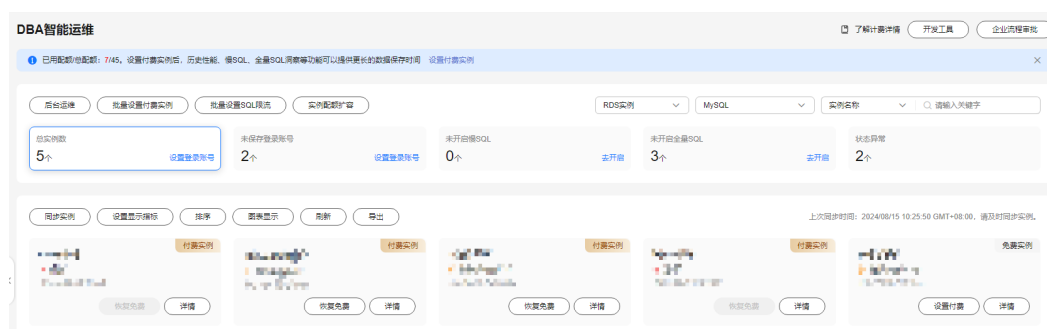 DBA智能运维
了解计费详情 开发工具 企业流程审批
已用配额/总配额：7/45。设置付费实例后，历史性能、慢SQL、全量SQL洞察等功能可以提供更长的数据保存时间 设置付费实例
后台运维 批量设置付费实例 批量设置SQL限流 实例配额扩容 RDS实例 MySQL 实例名称 请输入关键字
总实例数 未保存登录账号 未开启慢SQL 未开启全量SQL 状态异常
5个 设置登录账号 2个 设置登录账号 0个 去开启 3个 去开启 2个
同步实例 设置显示指标 排序 图表显示 刷新 导出 上次同步时间：2024/08/15 10:25:50 GMT+08:00，请及时同步实例。
付费实例 付费实例 付费实例 付费实例 免费实例
恢复免费 详情 恢复免费 详情 恢复免费 详情 恢复免费 详情 设置付费 详情